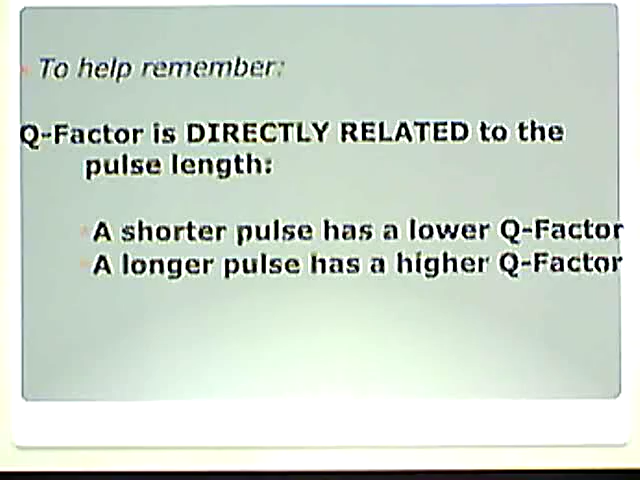 To help remember:
Q-Factor is DIRECTLY RELATED to the
pulse length:
A shorter pulse has a lower Q-Factor
A longer pulse has a higher Q-Factor